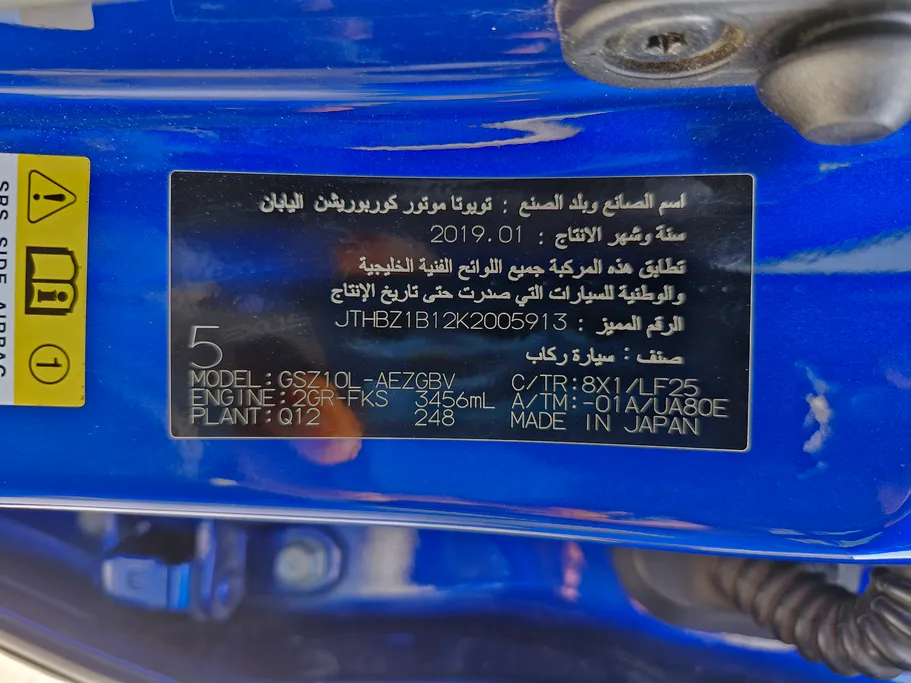 اسم الصانع وبلد الصنع : تويوتا موتور كوربوريشن اليابان
سنة وشهر الانتاج : 2019.01
تطابق هذه المركبة جميع اللوائح الفنية الخليجية
والوطنية للسيارات التي صدرت حتى تاريخ الإنتاج
الرقم المميز : JTHBZ1B12K2005913
صنف : سيارة ركاب
5
MODEL:GSZ10L-AEZGBV C/TR:8X1/LF25
ENGINE:2GR-FKS 3456mL A/TM:-01A/UA80E
PLANT:Q12 248 MADE IN JAPAN
SRS SIDE AIRBAG
1